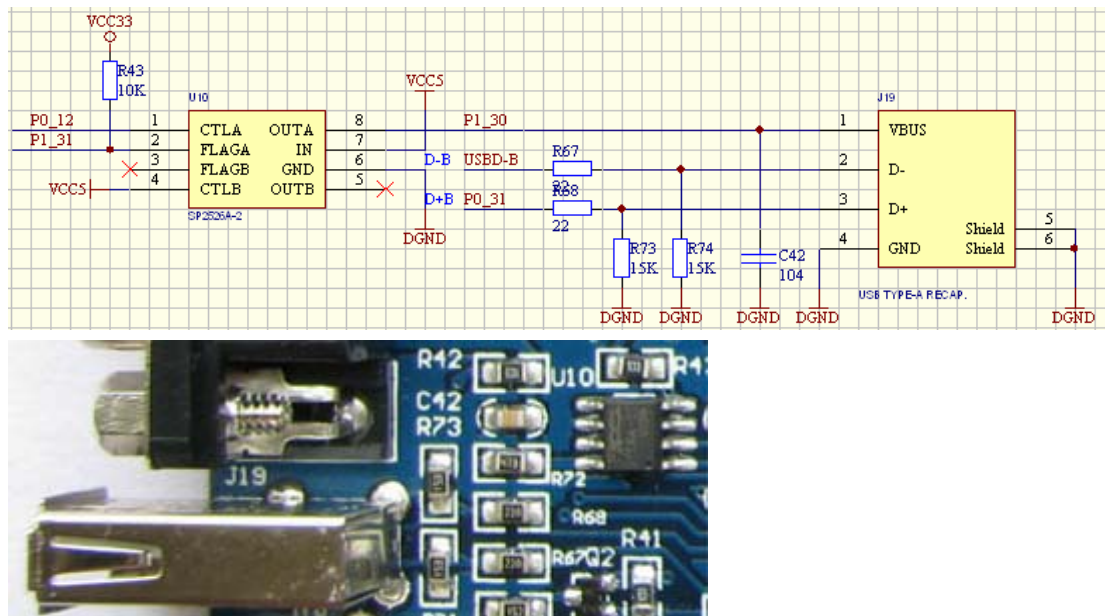 VCC33
R43
10K
U10
P0_12 1 CTLA OUTA 8
P1_31 2 FLAGA IN 7
3 FLAGB GND 6
VCC5 4 CTLB OUTB 5
SP2526A-2
VCC5
DGND
P1_30
D-B USBD-B R67
22
D+B P0_31 R68
22
R73
15K
R74
15K
C42
104
DGND DGND DGND DGND DGND
J19
1 VBUS
2 D-
3 D+
4 GND
Shield 5
Shield 6
USB TYPE-A RECAP.
R42
U10
C42
R73
J19
R72
R68
R67
Q2
R41